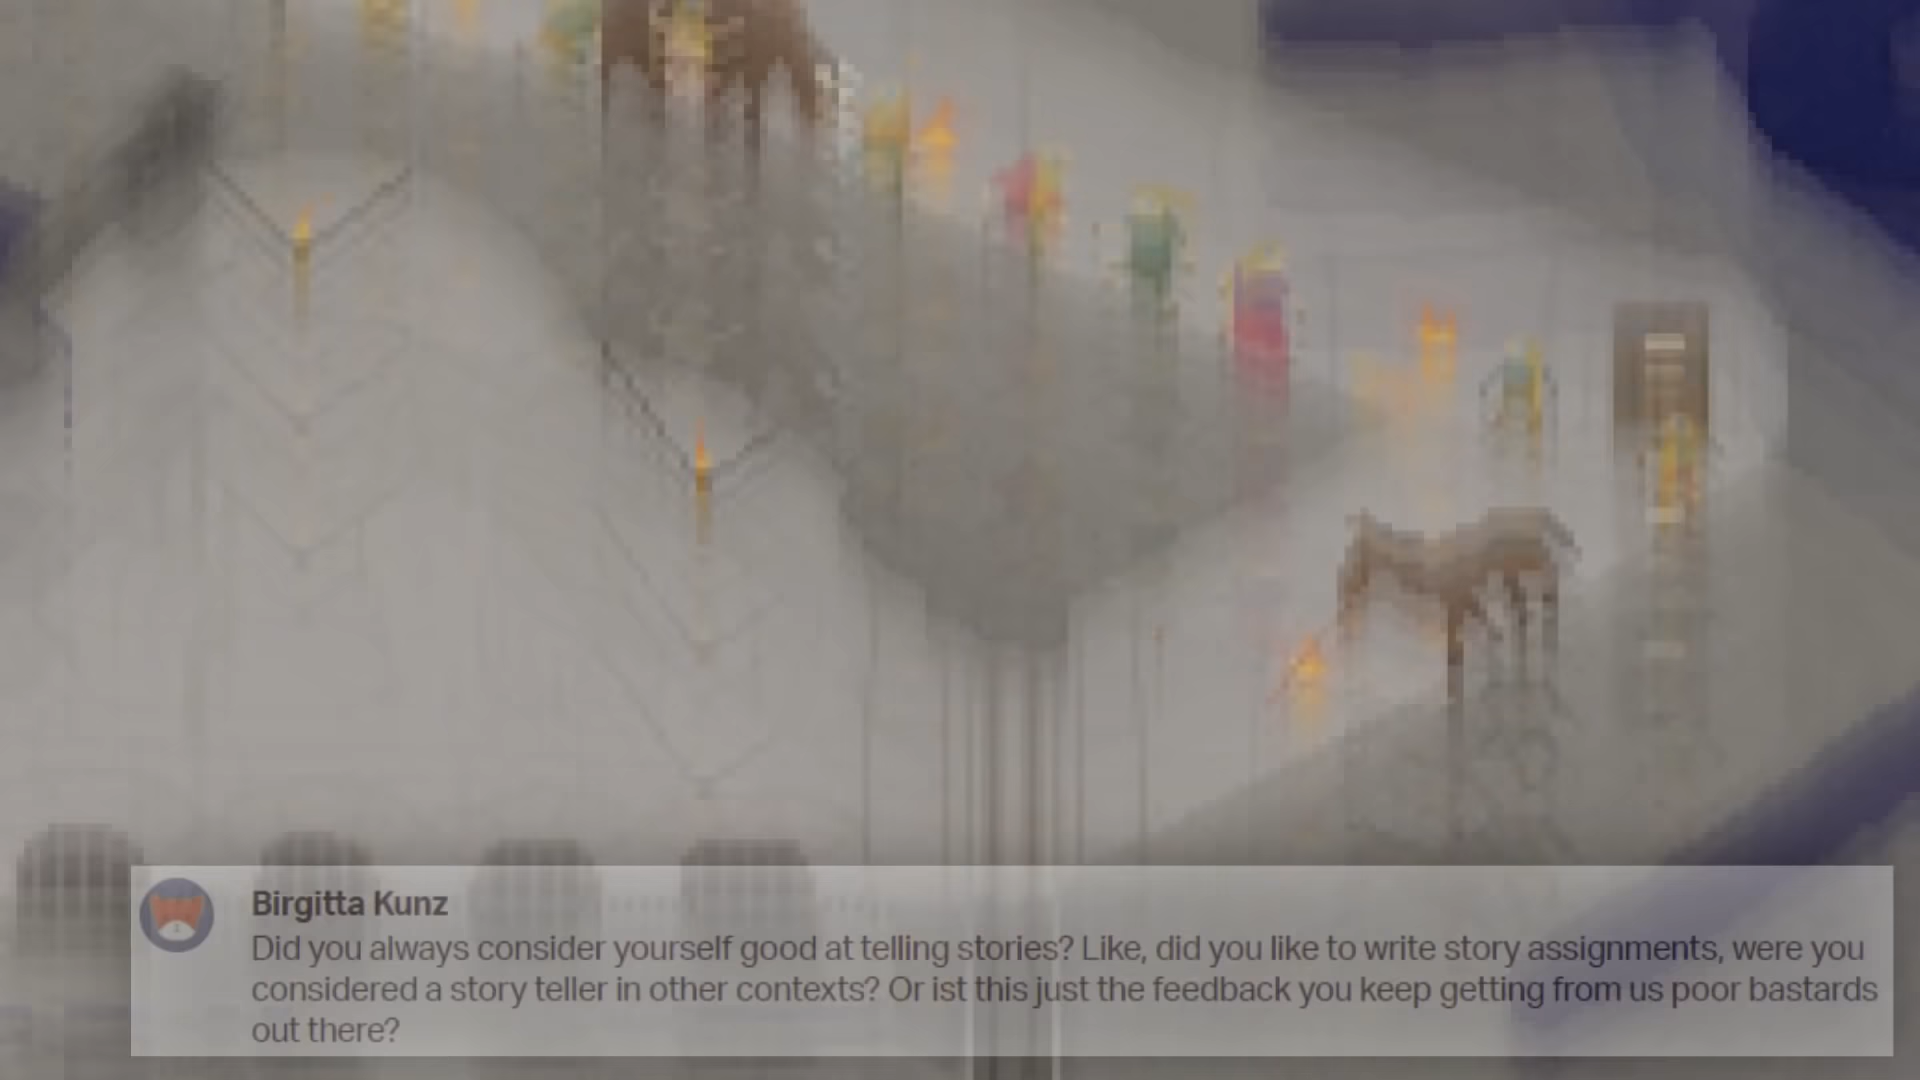 Birgitta Kunz
Did you always consider yourself good at telling stories? Like, did you like to write story assignments, were you
considered a story teller in other contexts? Or ist this just the feedback you keep getting from us poor bastards
out there?